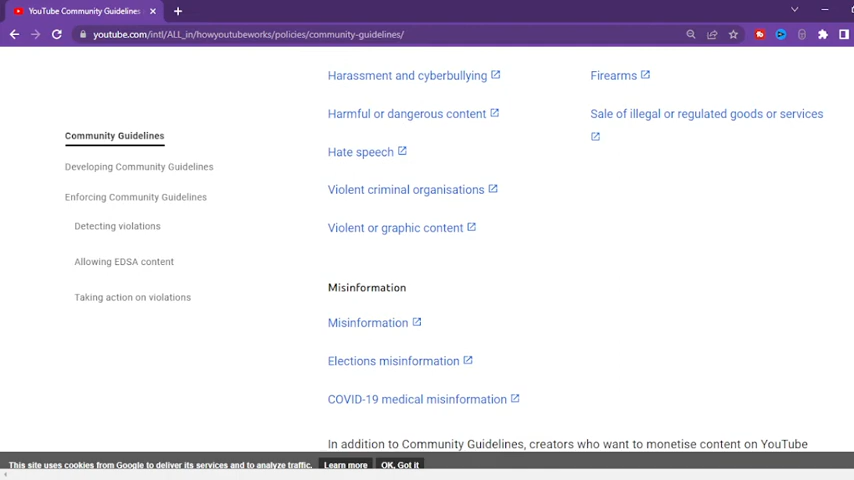 YouTube Community Guidelines
youtube.com/intl/ALL_in/howyoutubeworks/policies/community-guidelines/
Community Guidelines
Developing Community Guidelines
Enforcing Community Guidelines
Detecting violations
Allowing EDSA content
Taking action on violations
Harassment and cyberbullying
Harmful or dangerous content
Hate speech
Violent criminal organisations
Violent or graphic content
Firearms
Sale of illegal or regulated goods or services
Misinformation
Misinformation
Elections misinformation
COVID-19 medical misinformation
In addition to Community Guidelines, creators who want to monetise content on YouTube
This site uses cookies from Google to deliver its services and to analyze traffic. Learn more OK, Got it